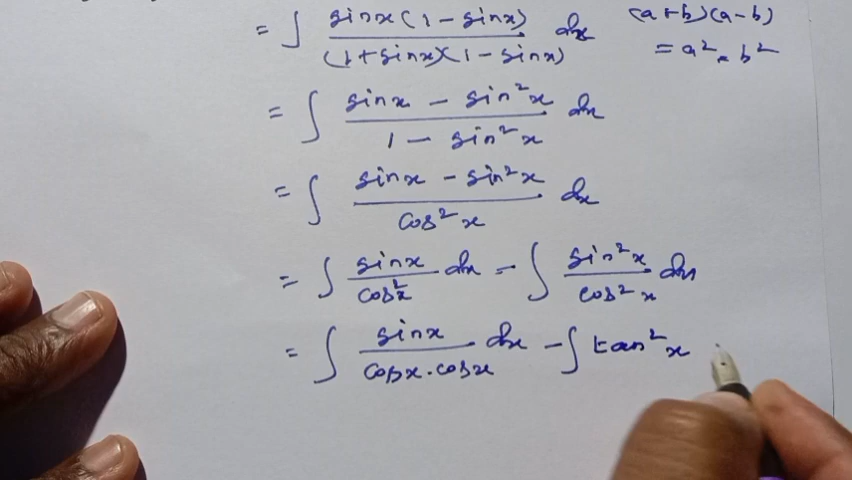 = ∫ sinx(1 - sinx) / (1+sinx)(1 - sinx) dx (a+b)(a-b)
= a² - b²
= ∫ sinx - sin²x / 1 - sin²x dx
= ∫ sinx - sin²x / cos²x dx
= ∫ sinx / cos²x dx - ∫ sin²x / cos²x dx
= ∫ sinx / cosx.cosx dx - ∫ tan²x